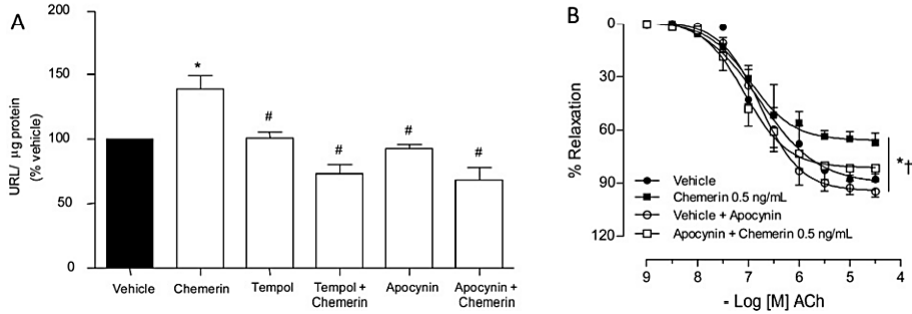 A
URL/ µg protein
(% vehicle)
200
150
100
50
0
*
#
#
#
#
Vehicle
Chemerin
Tempol
Tempol +
Chemerin
Apocynin
Apocynin +
Chemerin
B
% Relaxation
0
30
60
90
120
*†
Vehicle
Chemerin 0.5 ng/mL
Vehicle + Apocynin
Apocynin + Chemerin 0.5 ng/mL
9 8 7 6 5 4
- Log [M] ACh